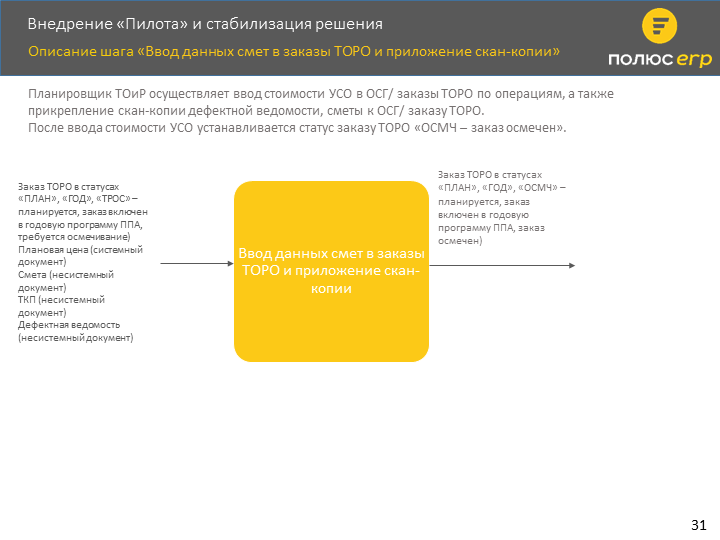 Внедрение «Пилота» и стабилизация решения
Описание шага «Ввод данных смет в заказы ТОРО и приложение скан-копии»
ПОЛЮС erp
Планировщик ТОиР осуществляет ввод стоимости УСО в ОСГ/ заказы ТОРО по операциям, а также
прикрепление скан-копии дефектной ведомости, сметы к ОСГ/ заказу ТОРО.
После ввода стоимости УСО устанавливается статус заказу ТОРО «ОСМЧ – заказ осмечен».
Заказ ТОРО в статусах
«ПЛАН», «ГОД», «ТРОС» –
планируется, заказ включен
в годовую программу ППА,
требуется осмечивание)
Плановая цена (системный
документ)
Смета (несистемный
документ)
ТКП (несистемный
документ)
Дефектная ведомость
(несистемный документ)
Ввод данных смет в заказы
ТОРО и приложение скан-
копии
Заказ ТОРО в статусах
«ПЛАН», «ГОД», «ОСМЧ» –
планируется, заказ
включен в годовую
программу ППА, заказ
осмечен)
31